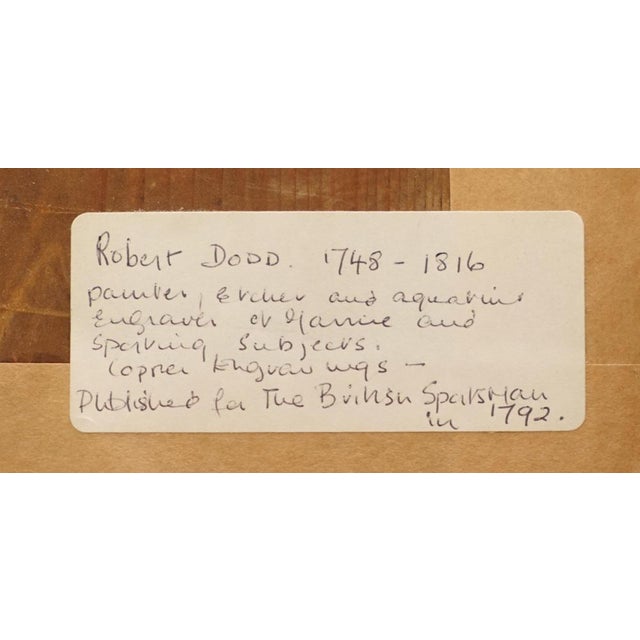 Robert Dodd. 1748 - 1816
painter, Etcher and aquatint
Engraver of Marine and
Sporting Subjects.
Copper Engravings -
Published for The British Sportsman
in 1792.